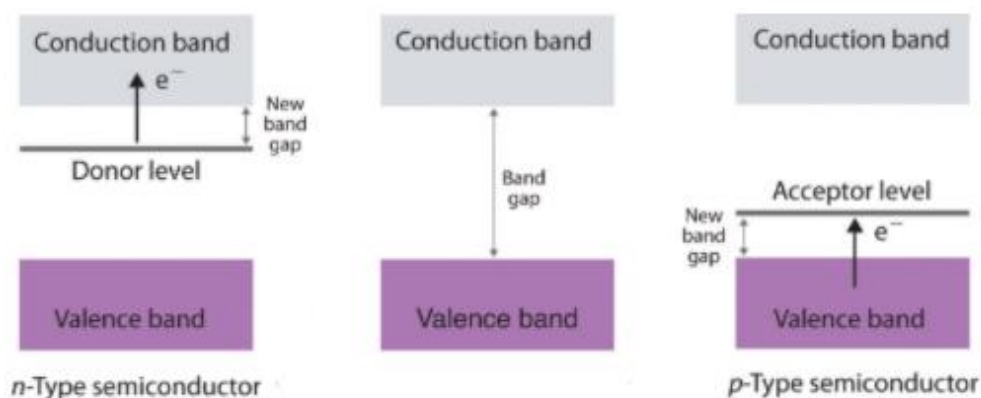 Conduction band
e⁻
New
band
gap
Donor level
Valence band
n-Type semiconductor
Conduction band
Band
gap
Valence band
Conduction band
Acceptor level
New
band
gap
e⁻
Valence band
p-Type semiconductor